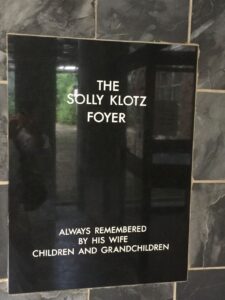 THE
SOLLY KLOTZ
FOYER
ALWAYS REMEMBERED
BY HIS WIFE
CHILDREN AND GRANDCHILDREN